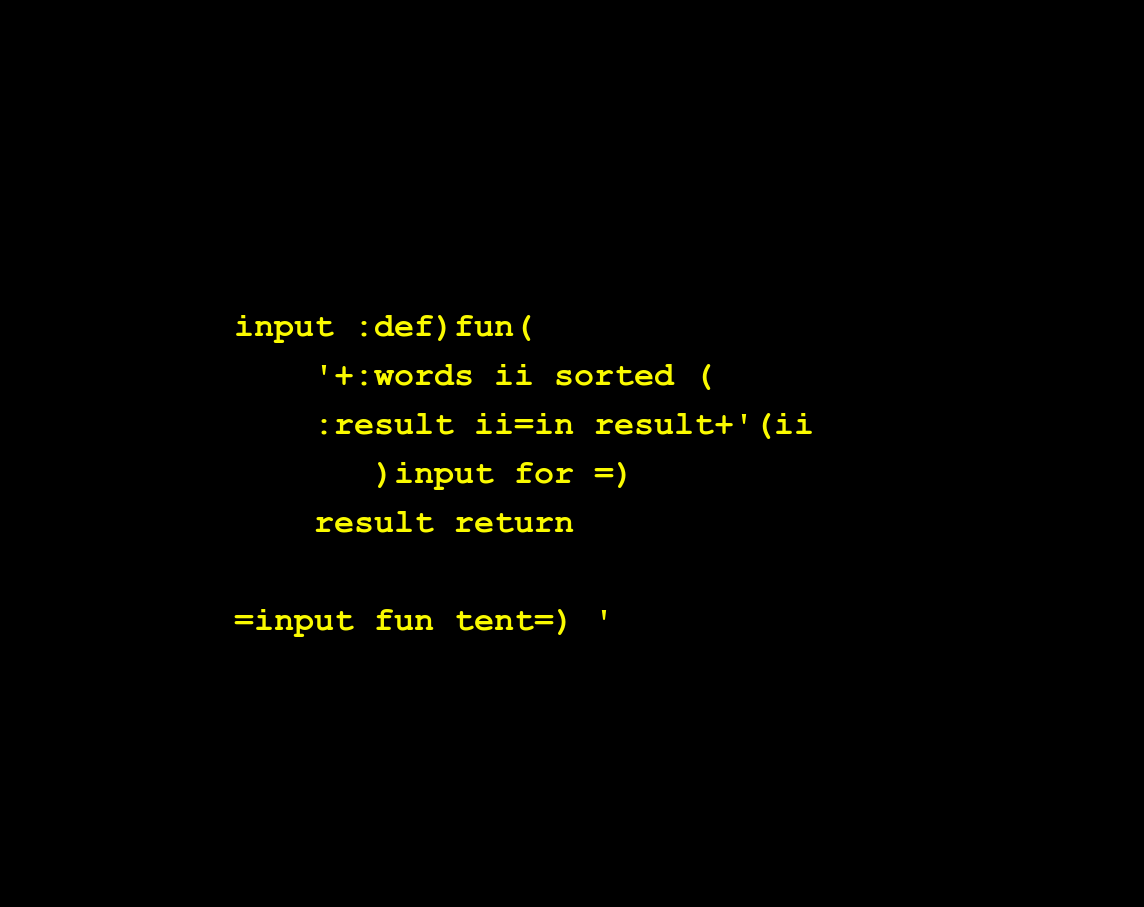 input :def)fun(
'+:words ii sorted (
:result ii=in result+'(ii
)input for =)
result return
=input fun tent=) '